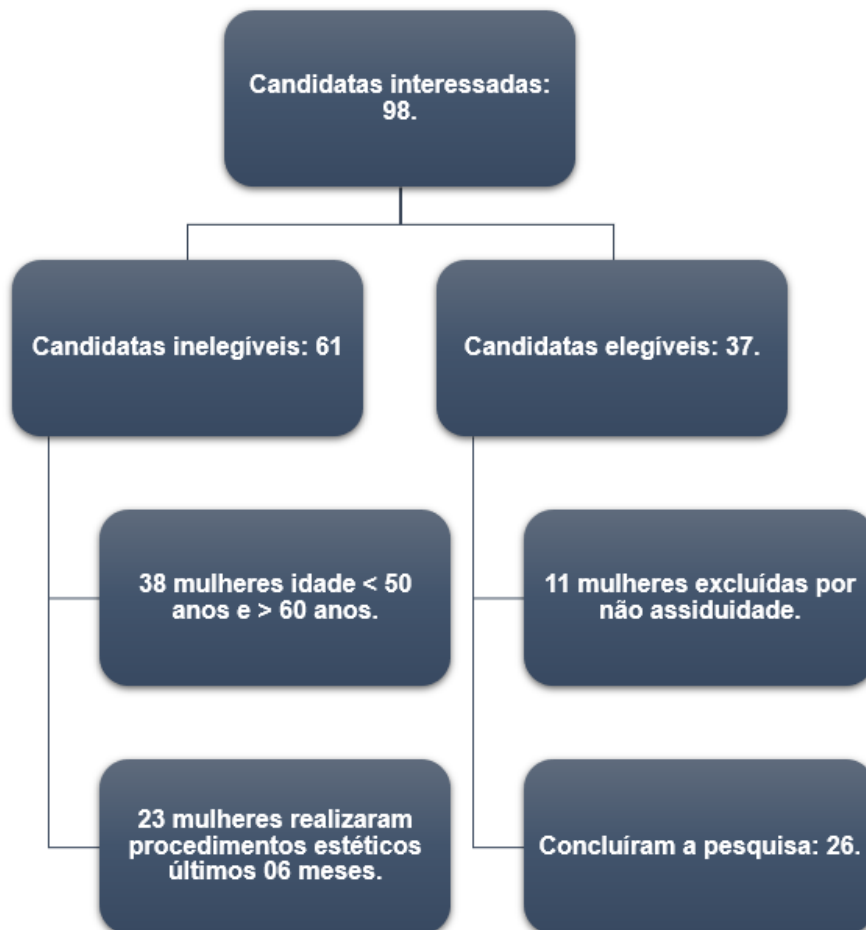 Candidatas interessadas:
98.
Candidatas inelegíveis: 61
Candidatas elegíveis: 37.
38 mulheres idade < 50
anos e > 60 anos.
11 mulheres excluídas por
não assiduidade.
23 mulheres realizaram
procedimentos estéticos
últimos 06 meses.
Concluíram a pesquisa: 26.